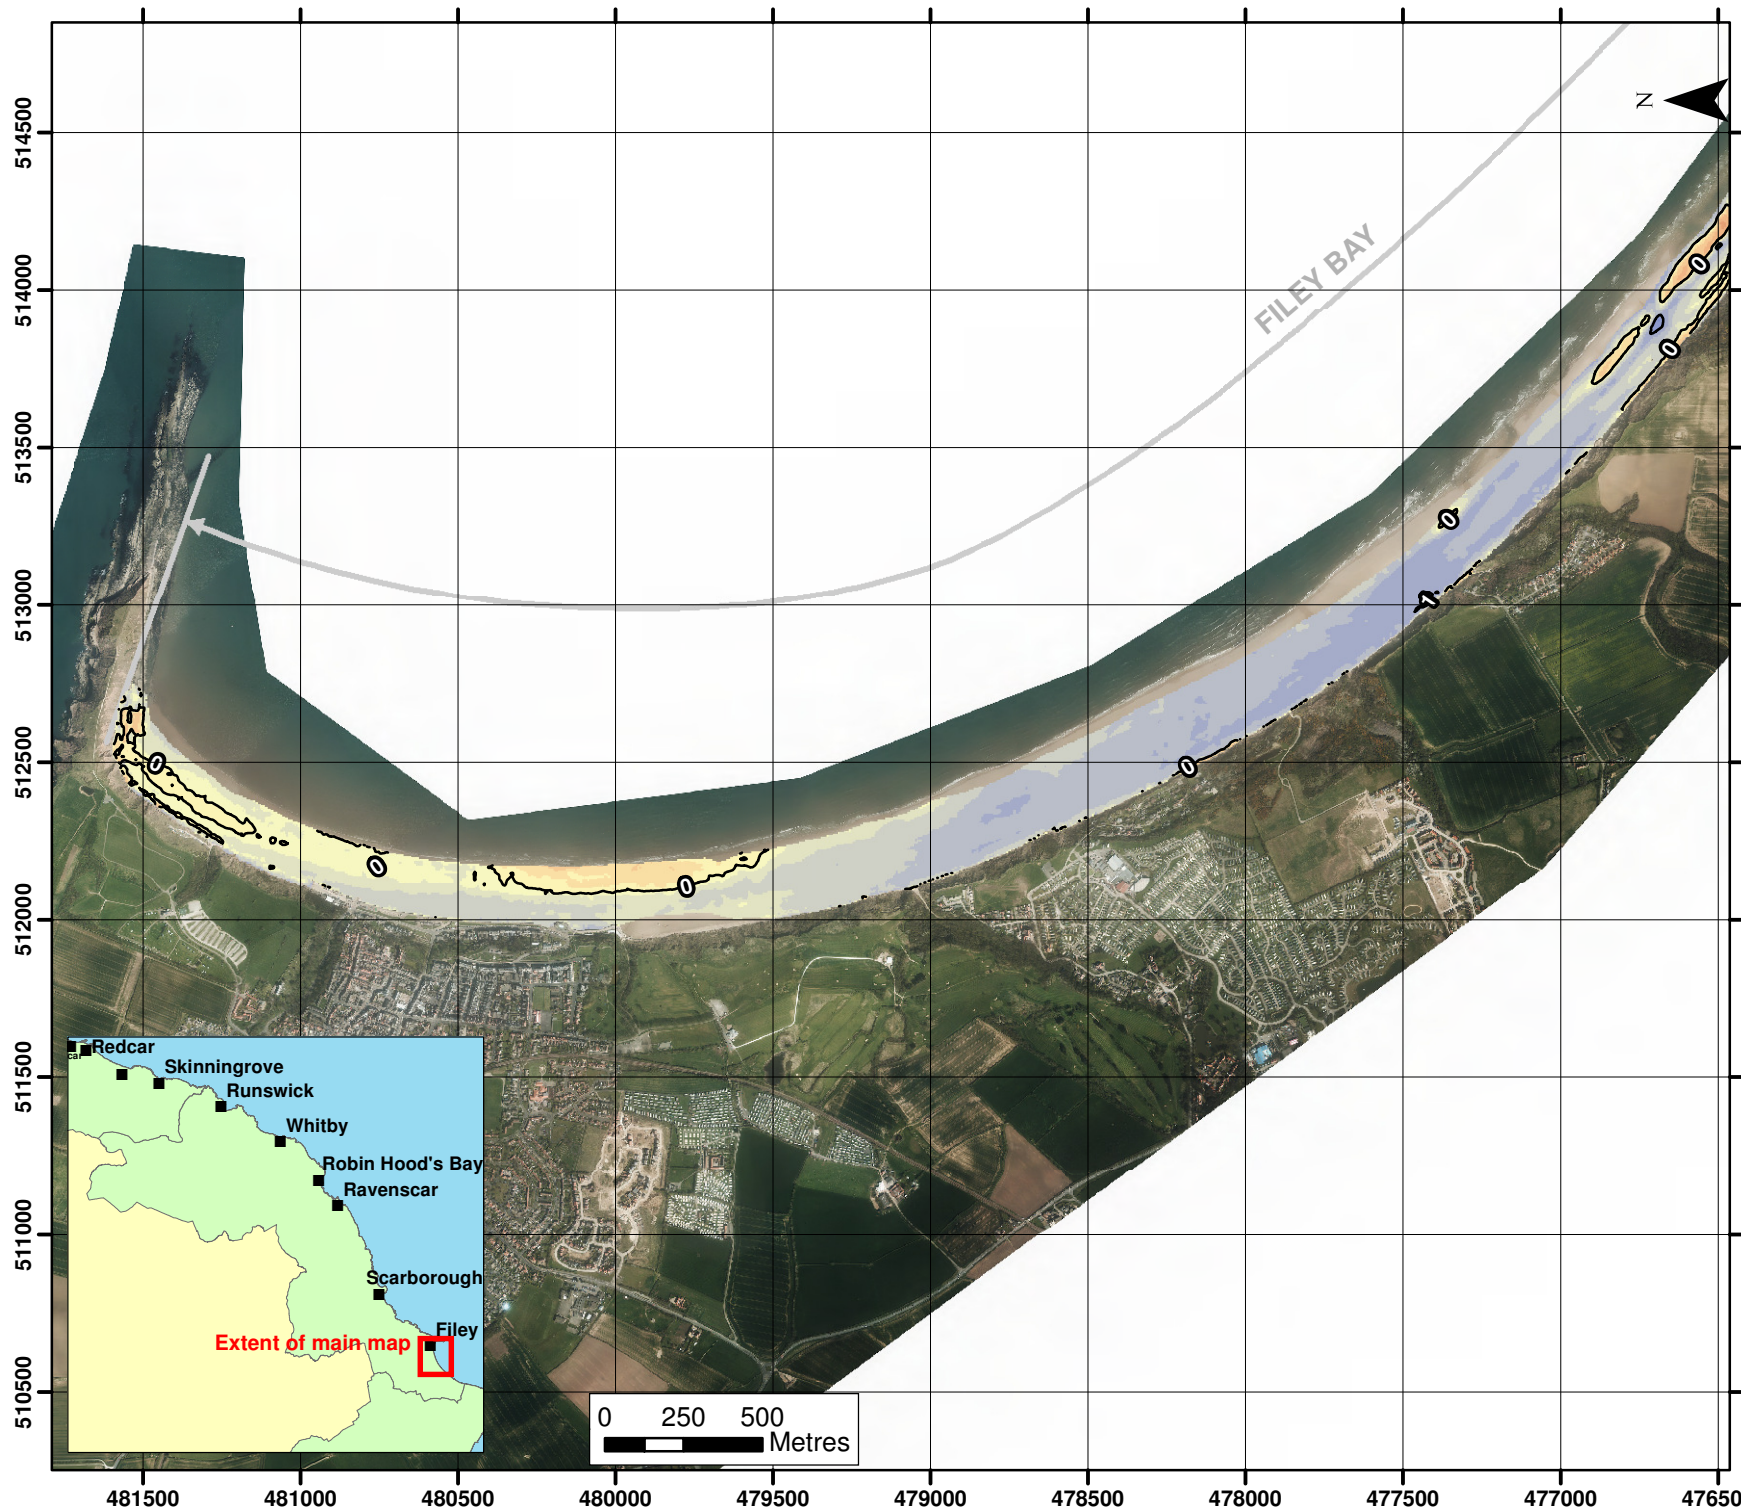 514500
N
FILEY BAY
514000
0
0
513500
0
513000
1
512500
0
0
0
0
512000
511500
511000
510500
car
Redcar
Skinningrove
Runswick
Whitby
Robin Hood's Bay
Ravenscar
Scarborough
Filey
Extent of main map
0 250 500
Metres
481500 481000 480500 480000 479500 479000 478500 478000 477500 477000 47650